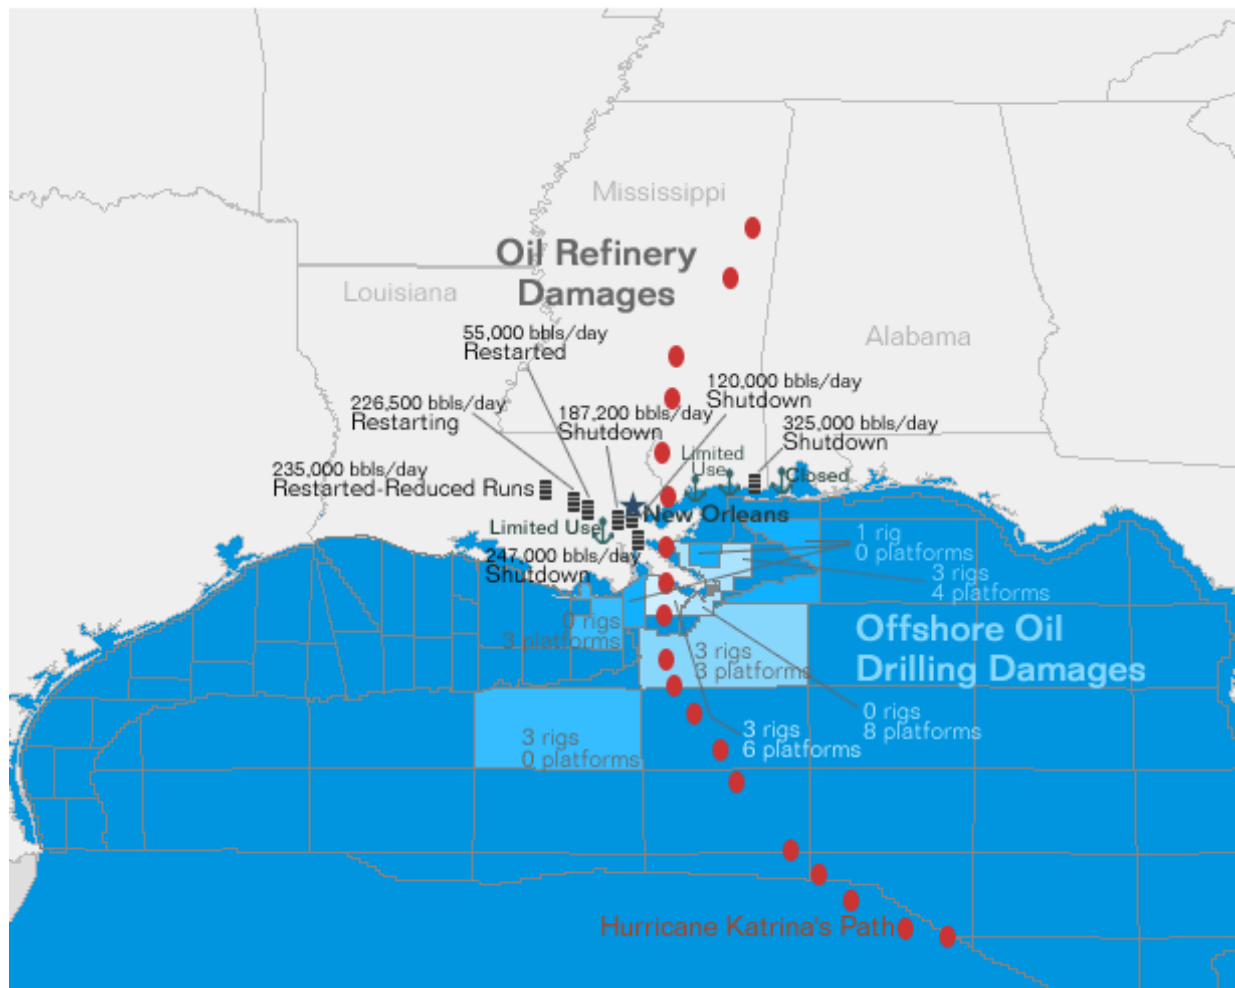 Mississippi
Oil Refinery
Damages
Louisiana
Alabama
55,000 bbls/day
Restarted
120,000 bbls/day
Shutdown
226,500 bbls/day
Restarting
187,200 bbls/day
Shutdown
325,000 bbls/day
Shutdown
Limited
Use
235,000 bbls/day
Restarted-Reduced Runs
Closed
New Orleans
Limited Use
247,000 bbls/day
Shutdown
1 rig
0 platforms
3 rigs
4 platforms
0 rigs
3 platforms
Offshore Oil
Drilling Damages
3 rigs
3 platforms
0 rigs
8 platforms
3 rigs
6 platforms
3 rigs
0 platforms
Hurricane Katrina's Path